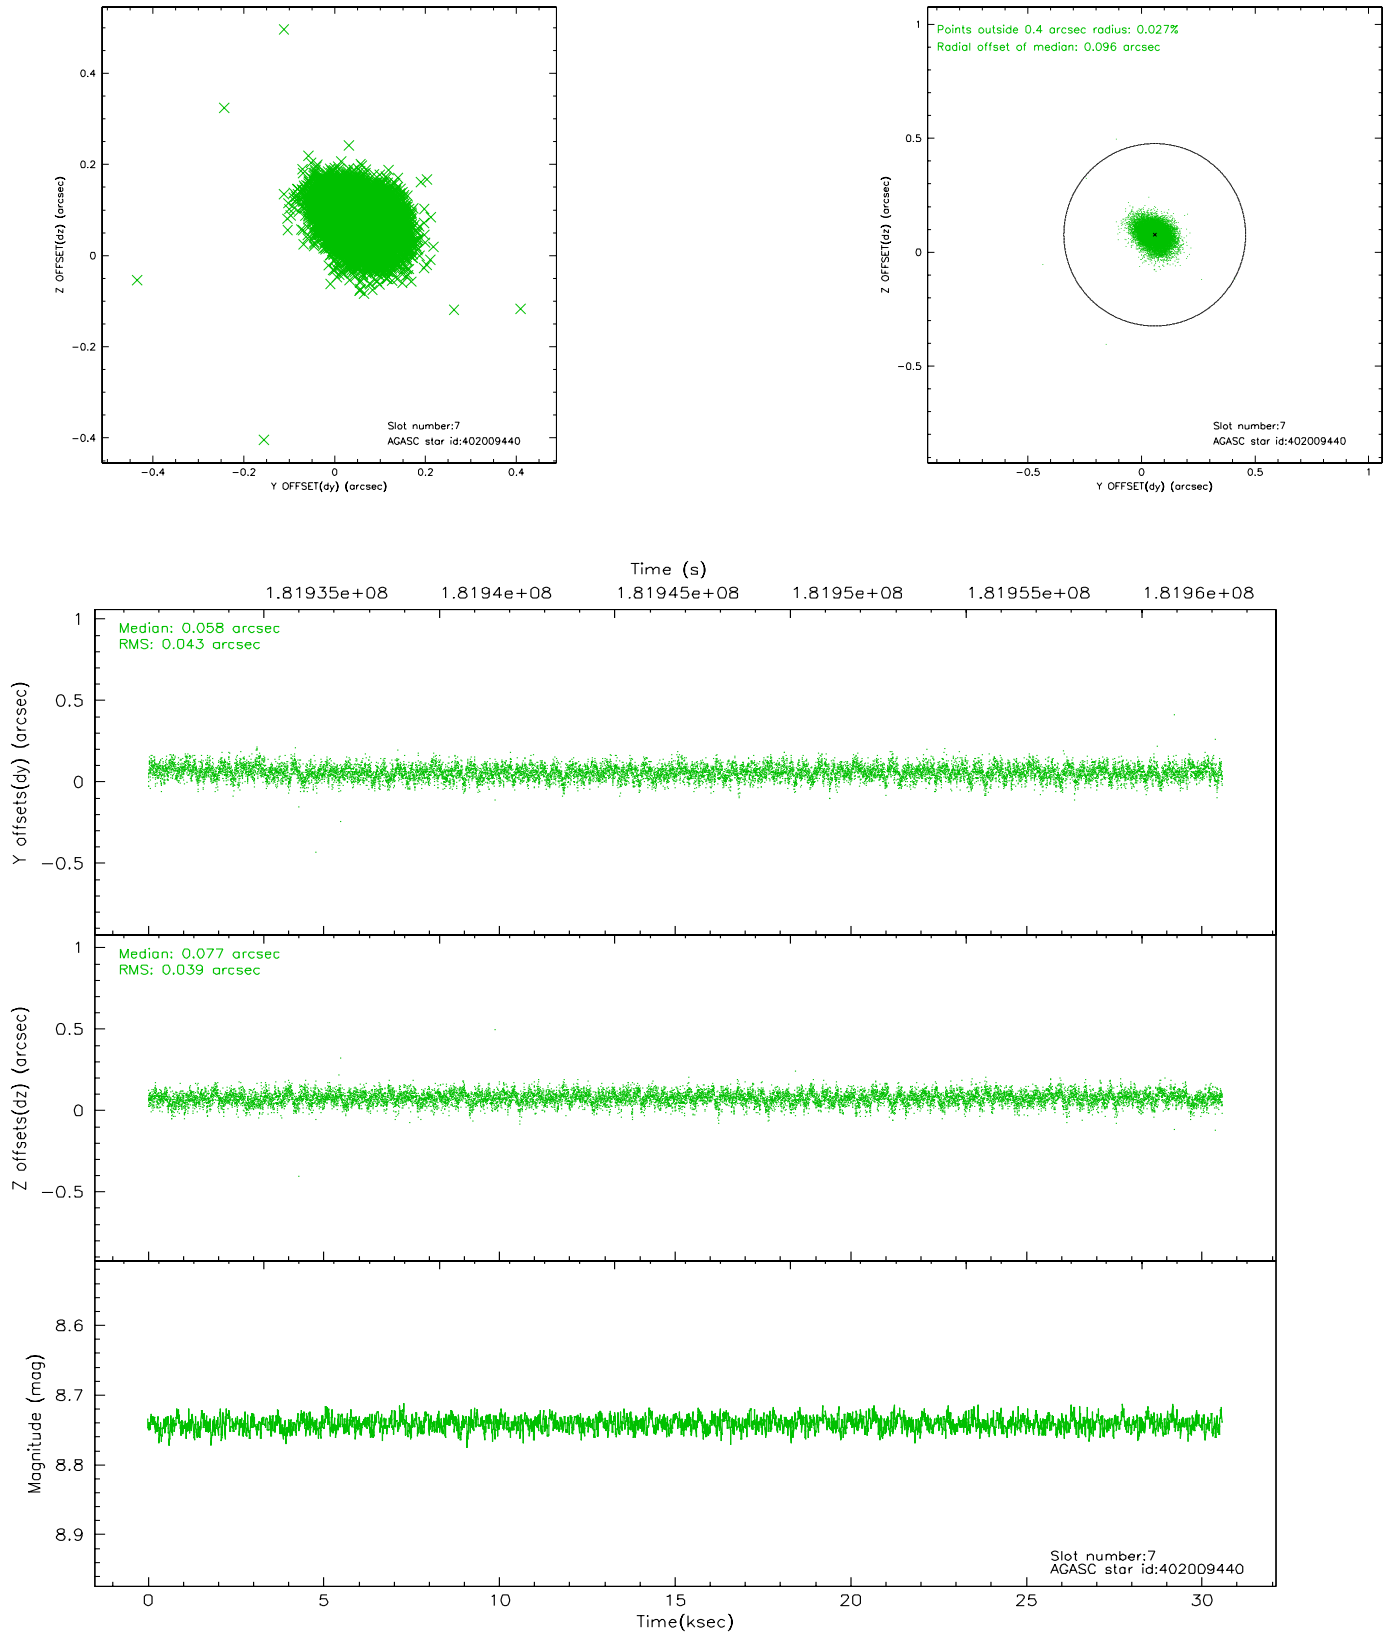 0.4
0.2
0
−0.2
−0.4
Z OFFSET(dz) (arcsec)
Slot number:7
AGASC star id:402009440
−0.4 −0.2 0 0.2 0.4
Y OFFSET(dy) (arcsec)
Points outside 0.4 arcsec radius: 0.027%
Radial offset of median: 0.096 arcsec
1
0.5
0
−0.5
Z OFFSET(dz) (arcsec)
Slot number:7
AGASC star id:402009440
−0.5 0 0.5 1
Y OFFSET(dy) (arcsec)
Time (s)
1.81935e+08 1.8194e+08 1.81945e+08 1.8195e+08 1.81955e+08 1.8196e+08
Median: 0.058 arcsec
RMS: 0.043 arcsec
1
0.5
0
−0.5
Y offsets(dy) (arcsec)
Median: 0.077 arcsec
RMS: 0.039 arcsec
1
0.5
0
−0.5
Z offsets(dz) (arcsec)
8.6
8.7
8.8
8.9
Magnitude (mag)
Slot number:7
AGASC star id:402009440
0 5 10 15 20 25 30
Time(ksec)